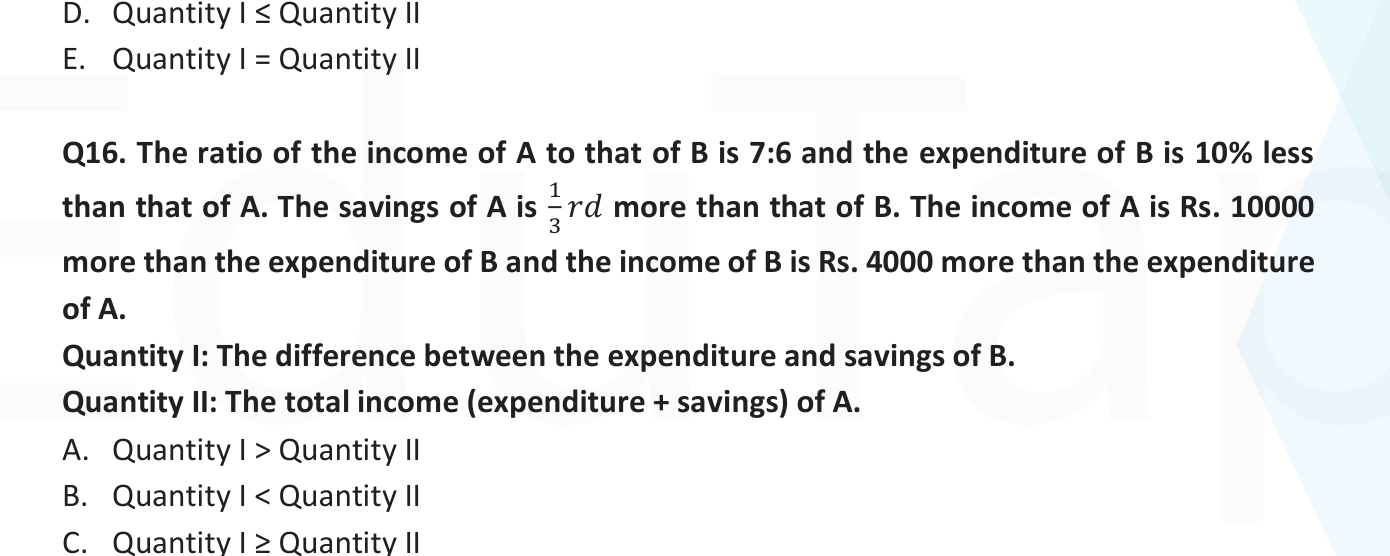 D. Quantity I ≤ Quantity II
E. Quantity I = Quantity II
Q16. The ratio of the income of A to that of B is 7:6 and the expenditure of B is 10% less
than that of A. The savings of A is 1/3 rd more than that of B. The income of A is Rs. 10000
more than the expenditure of B and the income of B is Rs. 4000 more than the expenditure
of A.
Quantity I: The difference between the expenditure and savings of B.
Quantity II: The total income (expenditure + savings) of A.
A. Quantity I > Quantity II
B. Quantity I < Quantity II
C. Quantity I ≥ Quantity II
EduTap